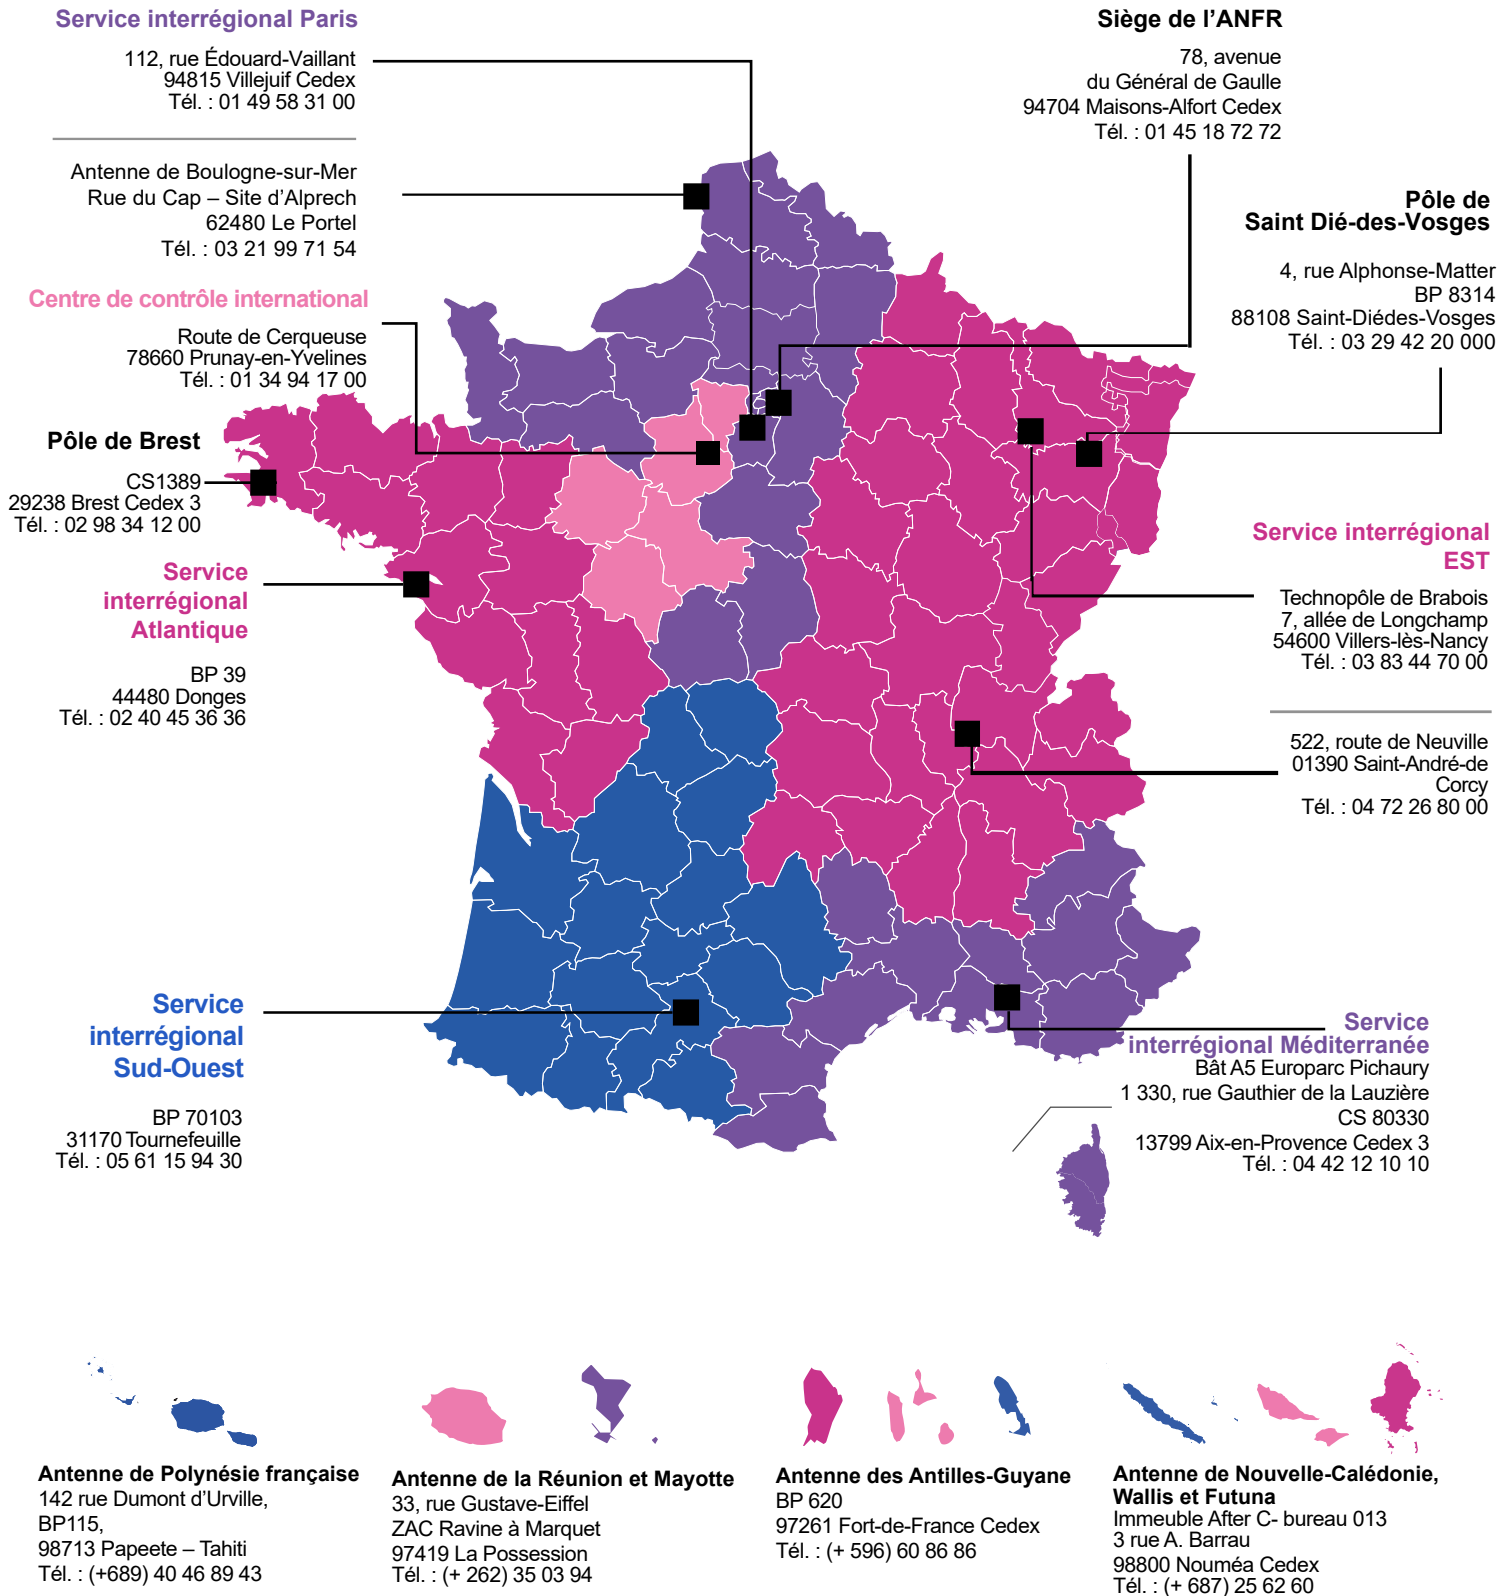 Service interrégional Paris
112, rue Édouard-Vaillant
94815 Villejuif Cedex
Tél. : 01 49 58 31 00
Antenne de Boulogne-sur-Mer
Rue du Cap – Site d'Alprech
62480 Le Portel
Tél. : 03 21 99 71 54
Centre de contrôle international
Route de Cerqueuse
78660 Prunay-en-Yvelines
Tél. : 01 34 94 17 00
Pôle de Brest
CS1389
29238 Brest Cedex 3
Tél. : 02 98 34 12 00
Service
interrégional
Atlantique
BP 39
44480 Donges
Tél. : 02 40 45 36 36
Service
interrégional
Sud-Ouest
BP 70103
31170 Tournefeuille
Tél. : 05 61 15 94 30
Siège de l'ANFR
78, avenue
du Général de Gaulle
94704 Maisons-Alfort Cedex
Tél. : 01 45 18 72 72
Pôle de
Saint Dié-des-Vosges
4, rue Alphonse-Matter
BP 8314
88108 Saint-Diédes-Vosges
Tél. : 03 29 42 20 000
Service interrégional
EST
Technopôle de Brabois
7, allée de Longchamp
54600 Villers-lès-Nancy
Tél. : 03 83 44 70 00
522, route de Neuville
01390 Saint-André-de
Corcy
Tél. : 04 72 26 80 00
Service
interrégional Méditerranée
Bât A5 Europarc Pichaury
1 330, rue Gauthier de la Lauzière
CS 80330
13799 Aix-en-Provence Cedex 3
Tél. : 04 42 12 10 10
Antenne de Polynésie française
142 rue Dumont d'Urville,
BP115,
98713 Papeete – Tahiti
Tél. : (+689) 40 46 89 43
Antenne de la Réunion et Mayotte
33, rue Gustave-Eiffel
ZAC Ravine à Marquet
97419 La Possession
Tél. : (+ 262) 35 03 94
Antenne des Antilles-Guyane
BP 620
97261 Fort-de-France Cedex
Tél. : (+ 596) 60 86 86
Antenne de Nouvelle-Calédonie,
Wallis et Futuna
Immeuble After C- bureau 013
3 rue A. Barrau
98800 Nouméa Cedex
Tél. : (+ 687) 25 62 60